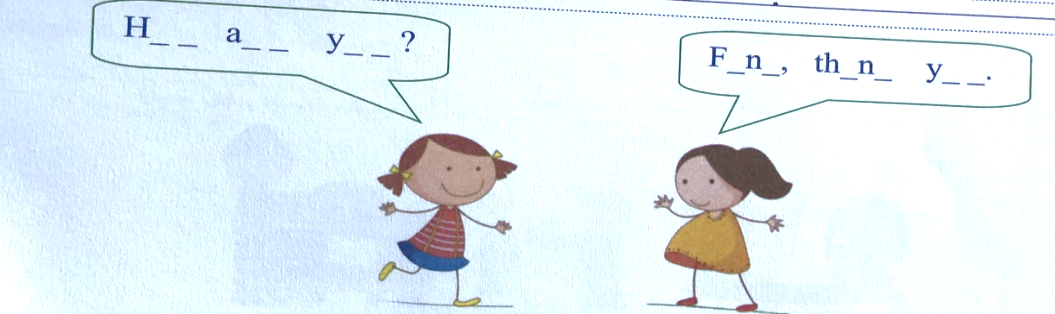 H_ _ a_ _ y_ _ ?
F_n_, th_n_ y_ _.